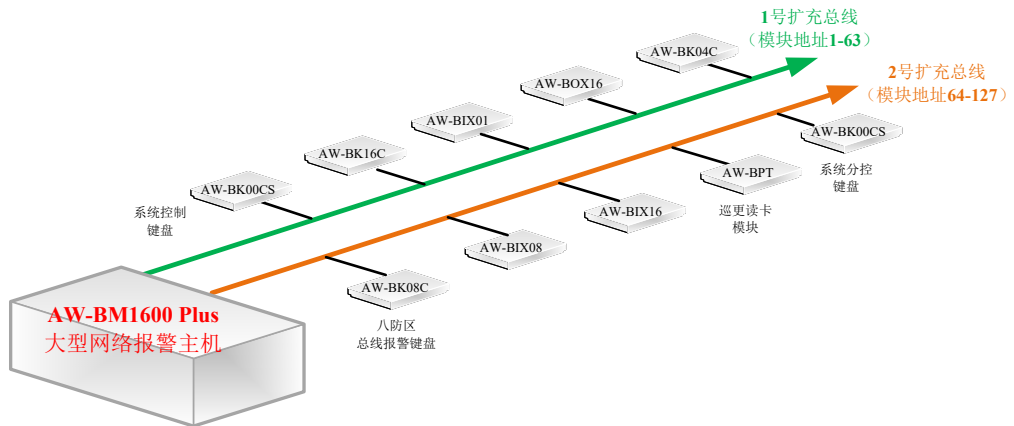 1号扩充总线
（模块地址1-63）
AW-BK04C
2号扩充总线
（模块地址64-127）
AW-BOX16
AW-BIX01
AW-BK00CS
AW-BK16C
系统分控
键盘
AW-BPT
AW-BK00CS
系统控制
键盘
AW-BIX16
巡更读卡
模块
AW-BIX08
AW-BK08C
八防区
总线报警键盘
AW-BM1600 Plus
大型网络报警主机